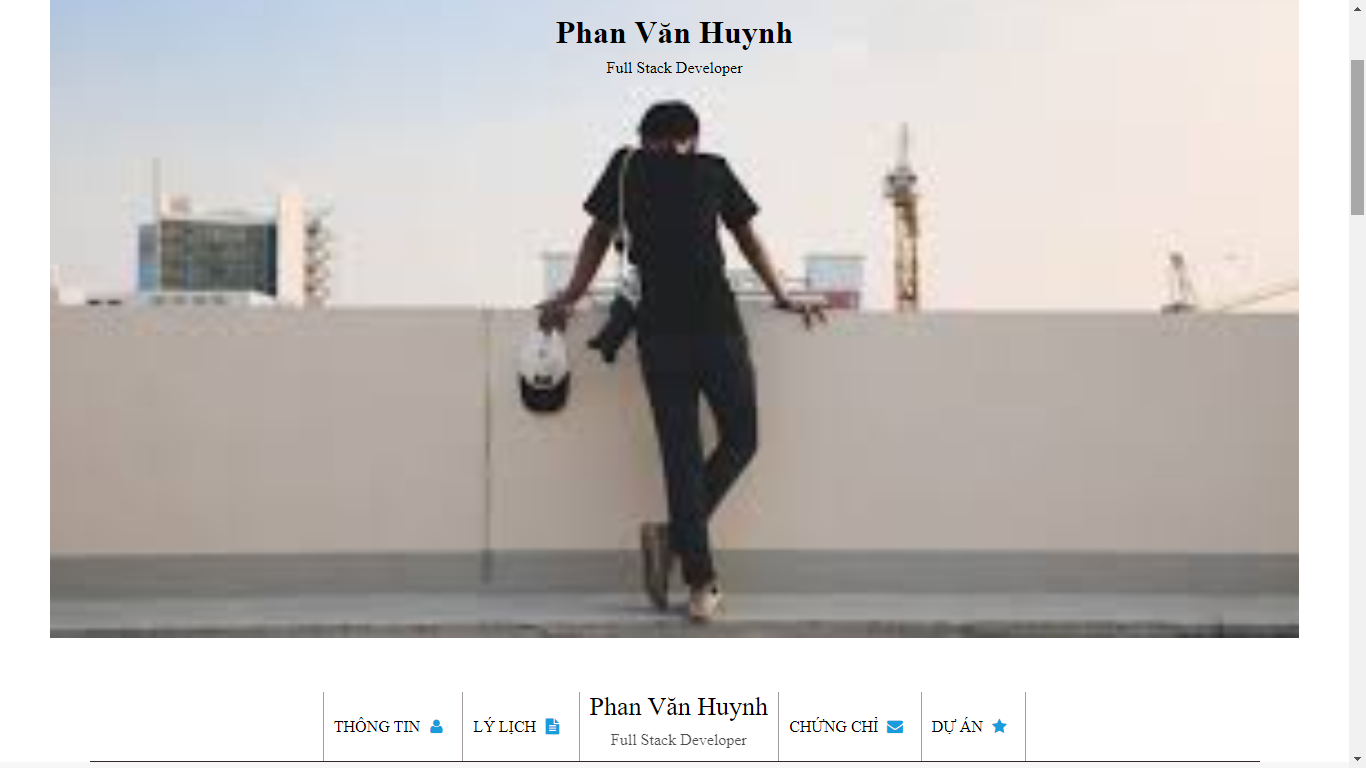 Phan Văn Huynh
Full Stack Developer
THÔNG TIN
LÝ LỊCH
Phan Văn Huynh
Full Stack Developer
CHỨNG CHỈ
DỰ ÁN